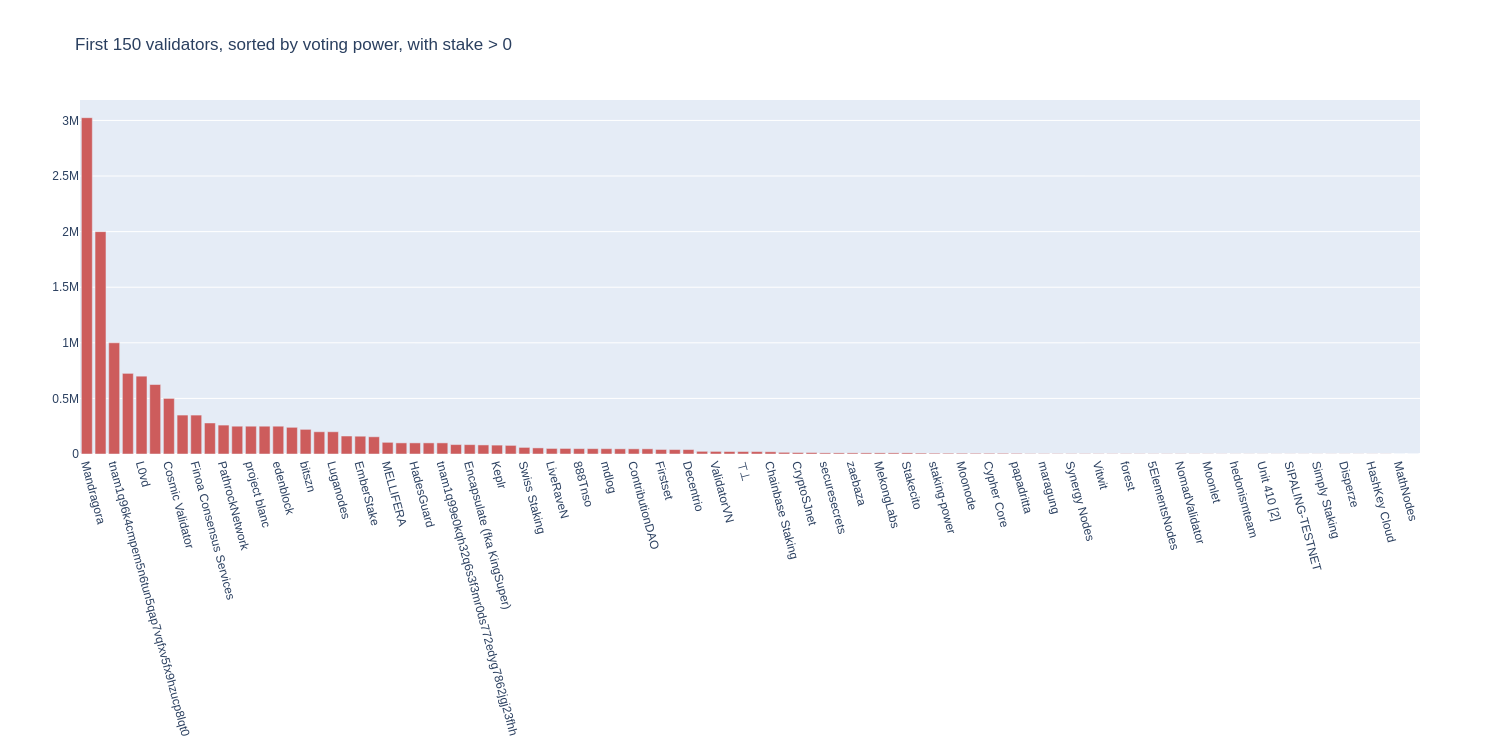 First 150 validators, sorted by voting power, with stake > 0
3M
2.5M
2M
1.5M
1M
0.5M
0
Mandragora
tnam1q96k4cmpem5n6tun5qap7vqfxv5fx9hzucp8lqt0
L0vd
Cosmic Validator
Finoa Consensus Services
PathrockNetwork
project blanc
edenblock
bitszn
Luganodes
EmberStake
MELLIFERA
HadesGuard
tnam1q99e0kqh32q6s3f3mr0ds772edyg7862jgj23fhh
Encapsulate (fka KingSuper)
Keplr
Swiss Staking
LiveRaveN
888Tnso
mdlog
ContributionDAO
Firstset
Decentrio
ValidatorVN
T⊥
Chainbase Staking
CryptoSJnet
securesecrets
zaebaza
MekongLabs
Stakecito
staking-power
Moonode
Cypher Core
papadritta
maragung
Synergy Nodes
Vitwit
forest
5ElementsNodes
NomadValidator
Moonlet
hedonismteam
Unit 410 [2]
SIPALING-TESTNET
Simply Staking
Disperze
HashKey Cloud
MathNodes